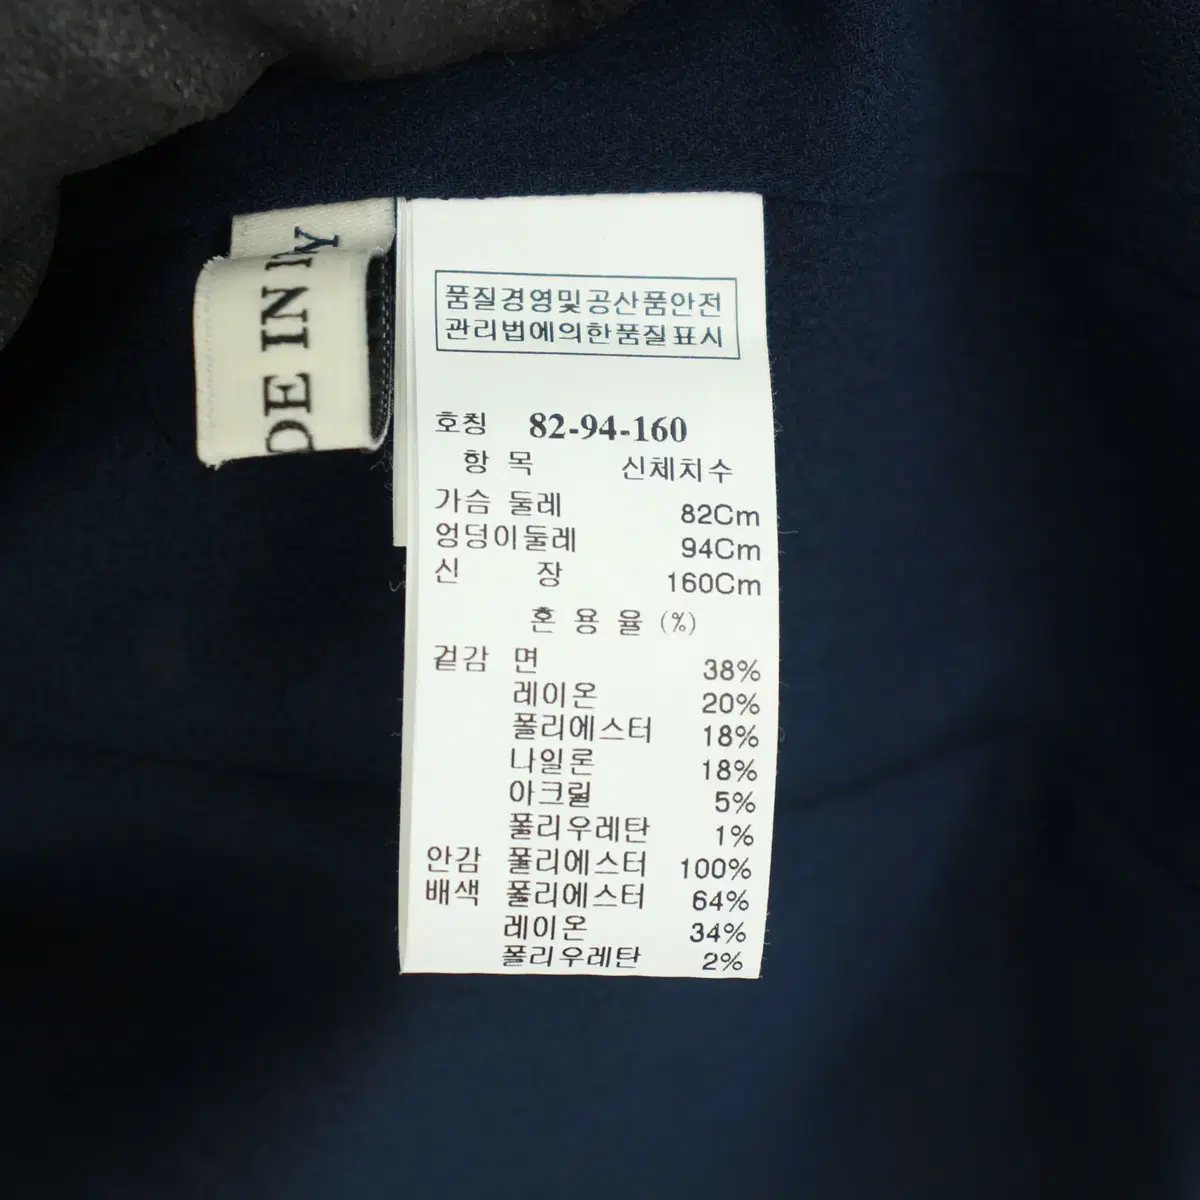 DE IN
Y
품질경영및공산품안전
관리법에의한품질표시
호칭 82-94-160
항 목 신체치수
가슴 둘레 82Cm
엉덩이둘레 94Cm
신 장 160Cm
혼 용 율 (%)
겉감 면 38%
레이온 20%
폴리에스터 18%
나일론 18%
아크릴 5%
폴리우레탄 1%
안감 폴리에스터 100%
배색 폴리에스터 64%
레이온 34%
폴리우레탄 2%